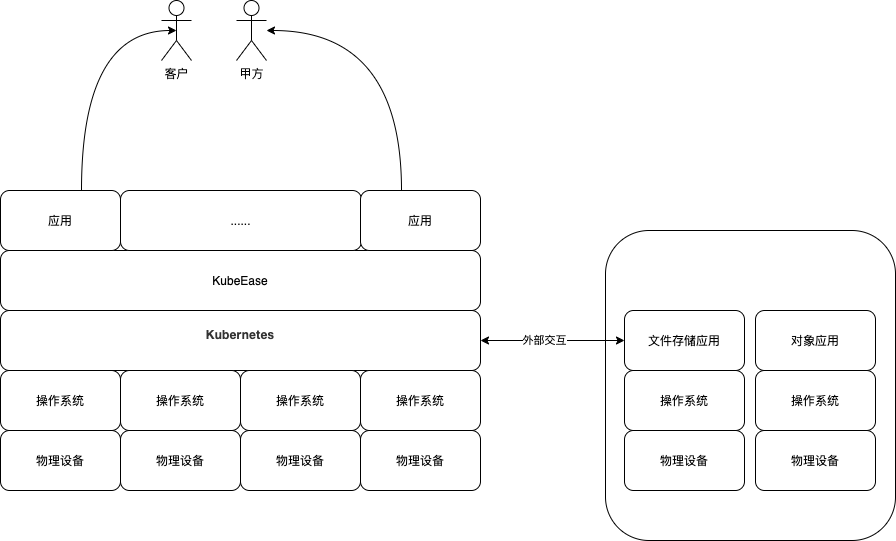 客户
甲方
应用
......
应用
KubeEase
Kubernetes
外部交互
文件存储应用
对象应用
操作系统
操作系统
操作系统
操作系统
操作系统
操作系统
物理设备
物理设备
物理设备
物理设备
物理设备
物理设备